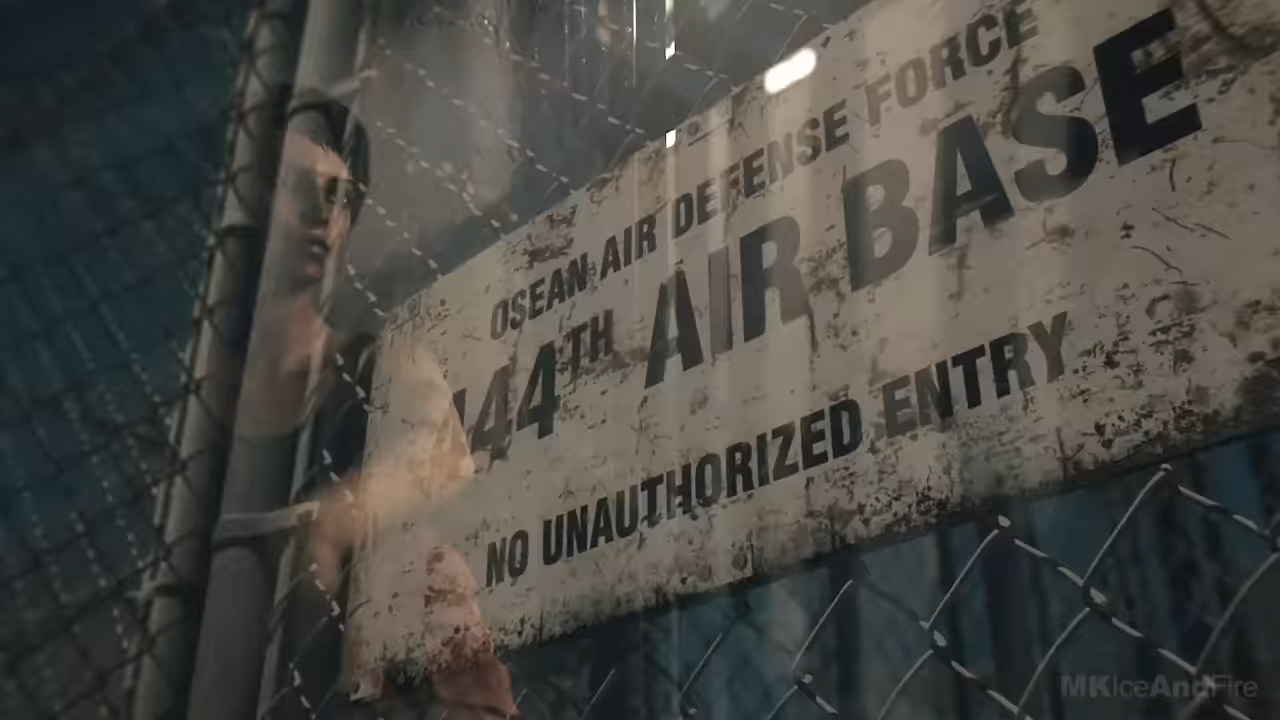 OSEAN AIR DEFENSE FORCE
444TH AIR BASE
NO UNAUTHORIZED ENTRY
MKIceAndFire